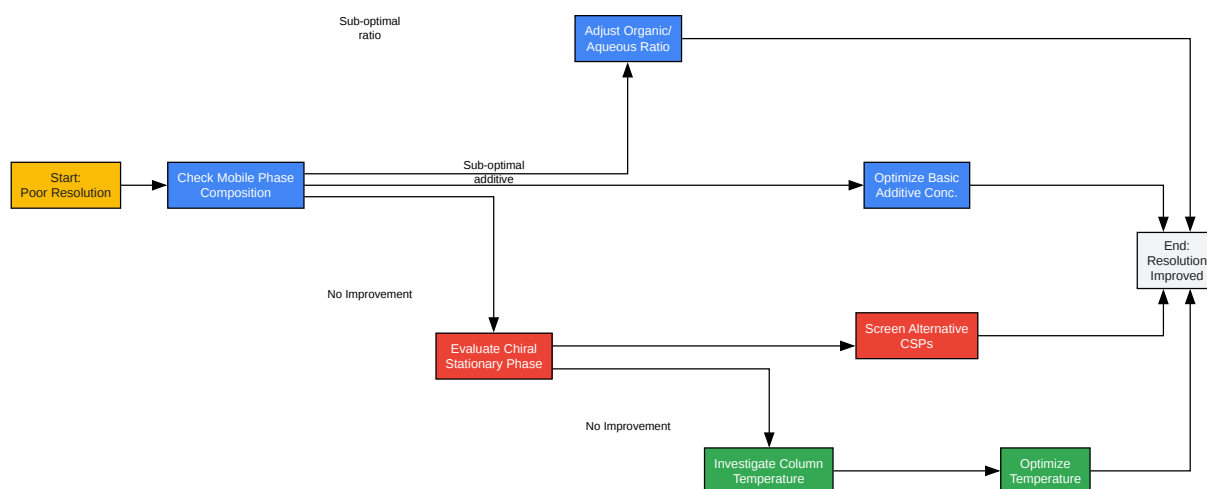 Sub-optimal
ratio
Adjust Organic/
Aqueous Ratio
Start:
Poor Resolution
Check Mobile Phase
Composition
Sub-optimal
additive
Optimize Basic
Additive Conc.
End:
Resolution
Improved
No Improvement
Evaluate Chiral
Stationary Phase
Screen Alternative
CSPs
No Improvement
Investigate Column
Temperature
Optimize
Temperature